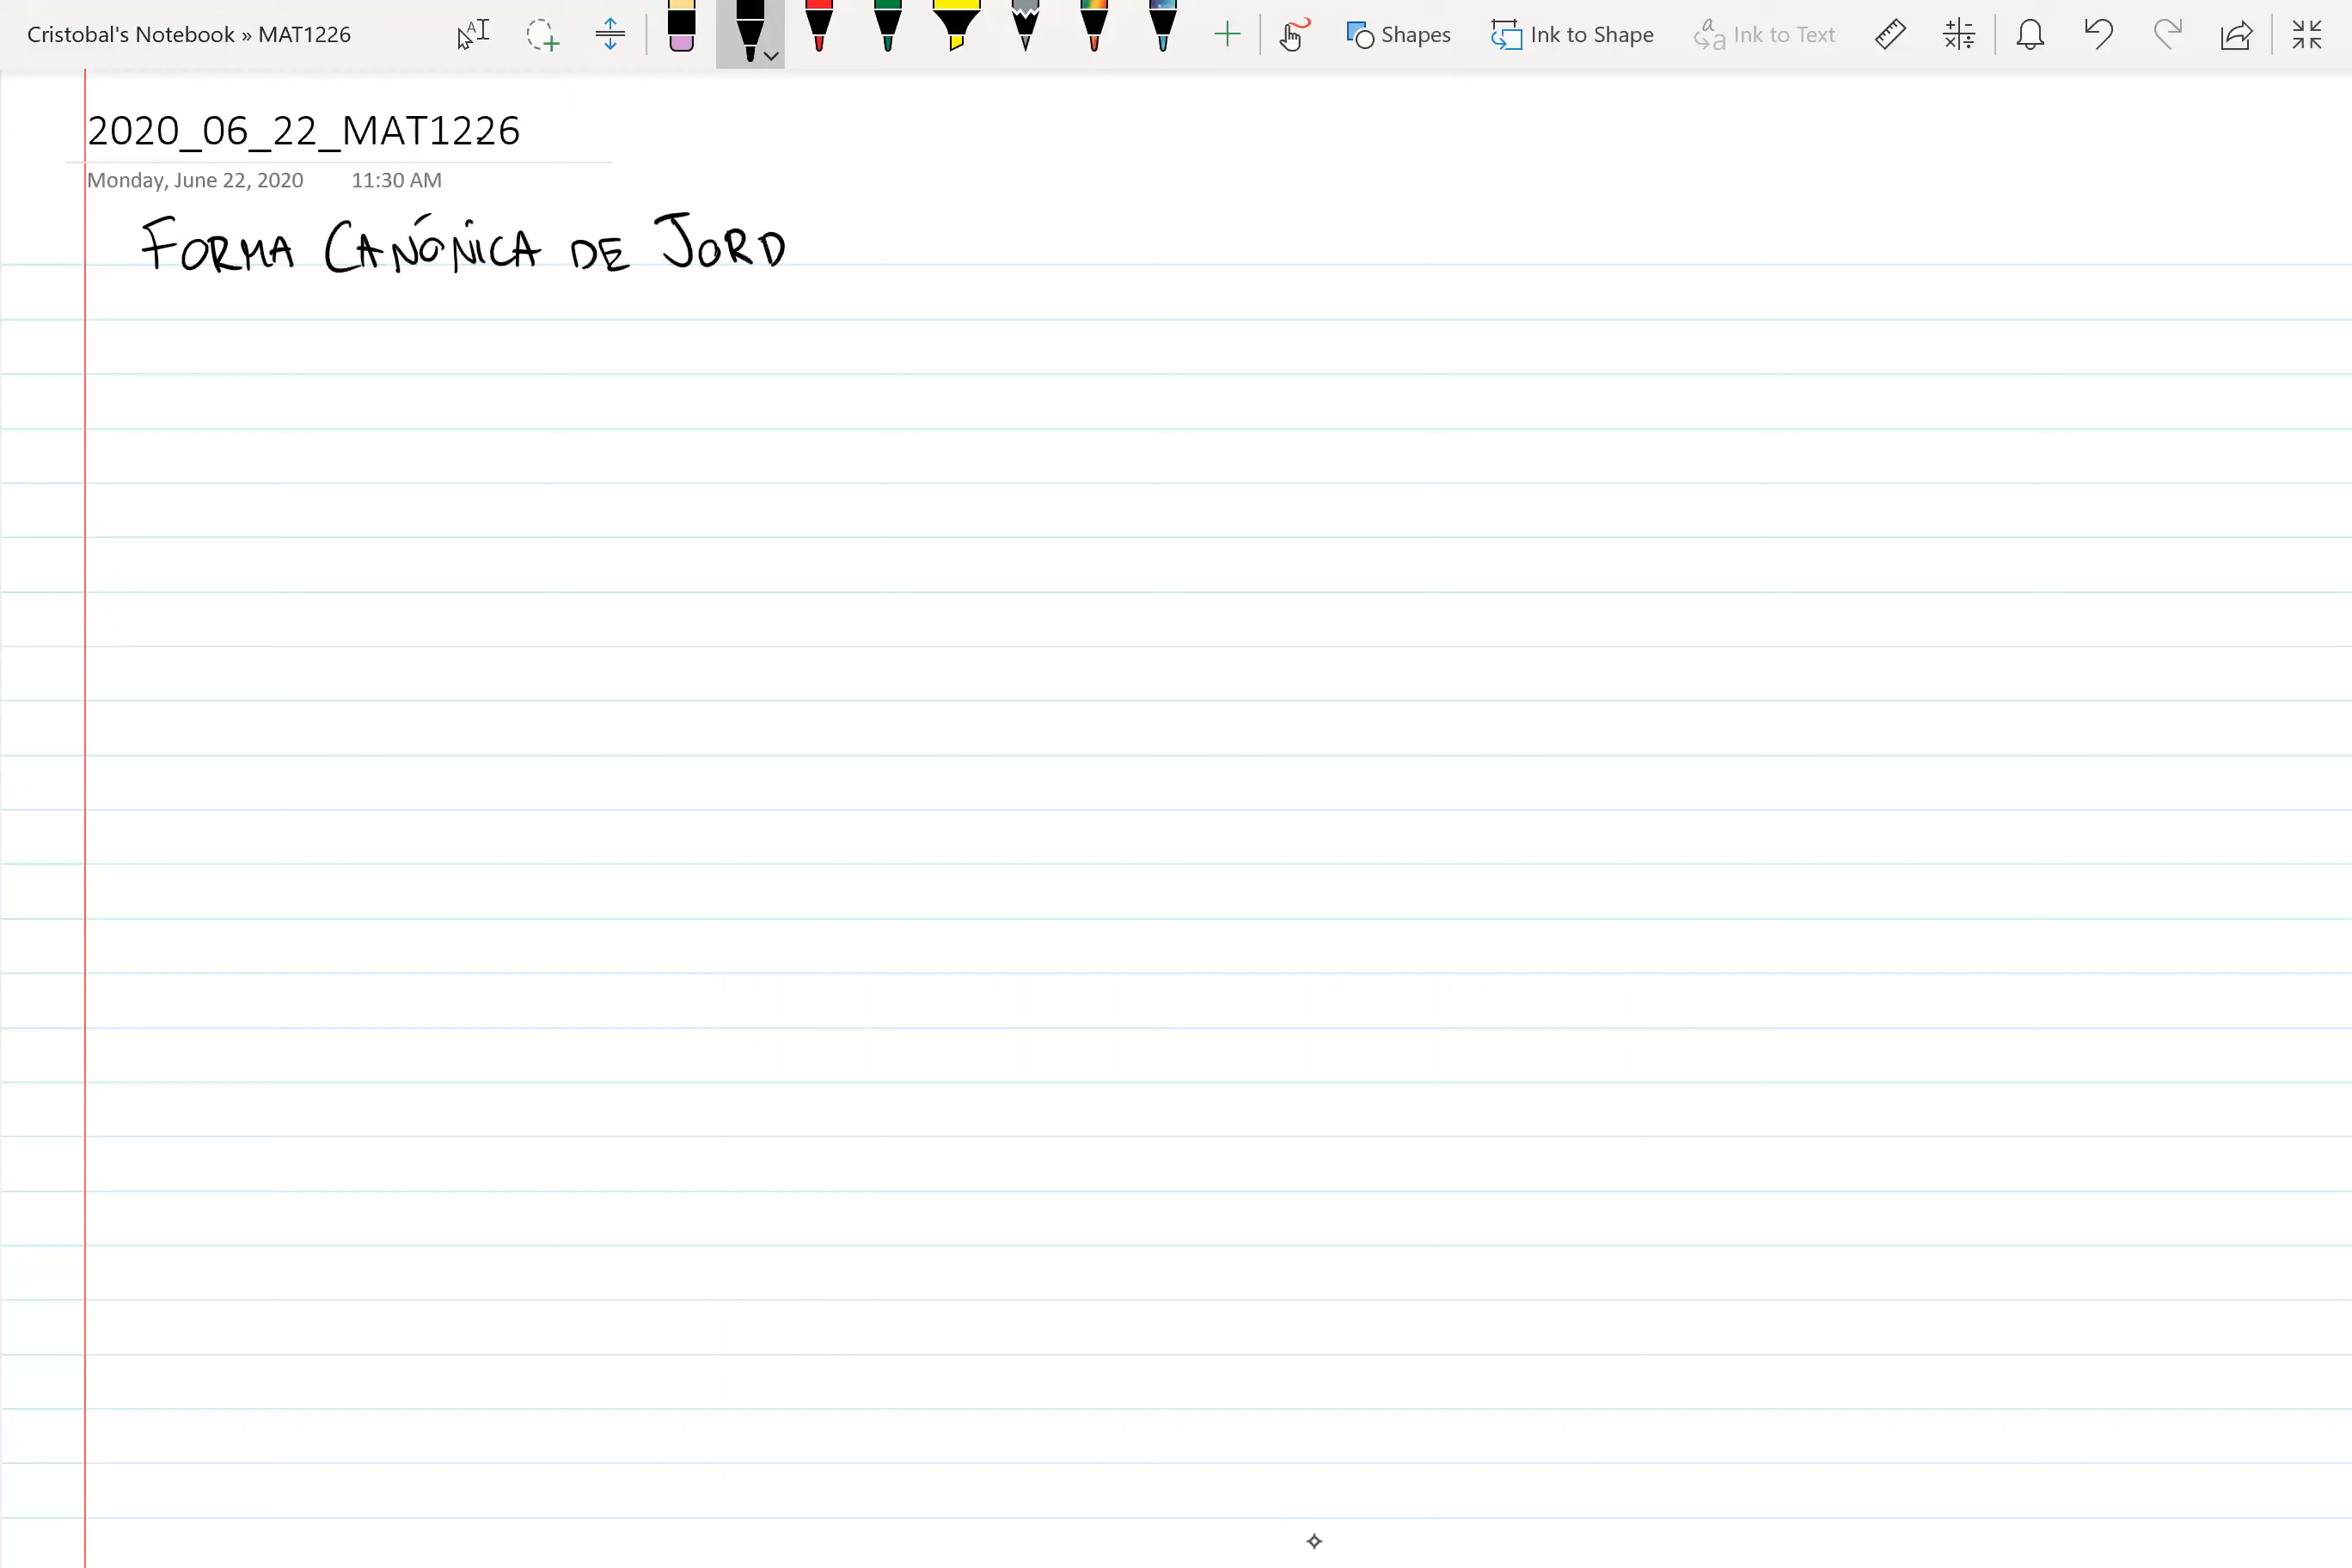 Cristobal's Notebook » MAT1226
Shapes
Ink to Shape
Ink to Text
2020_06_22_MAT1226
Monday, June 22, 2020 11:30 AM
FORMA CANÓNICA DE JORD